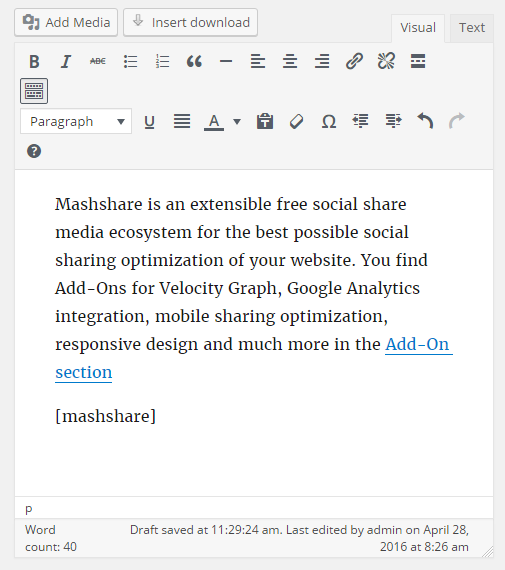 Add Media Insert download
Visual Text
B I ABC
Paragraph U A Ω
Mashshare is an extensible free social share
media ecosystem for the best possible social
sharing optimization of your website. You find
Add-Ons for Velocity Graph, Google Analytics
integration, mobile sharing optimization,
responsive design and much more in the Add-On
section
[mashshare]
p
Word Draft saved at 11:29:24 am. Last edited by admin on April 28,
count: 40 2016 at 8:26 am